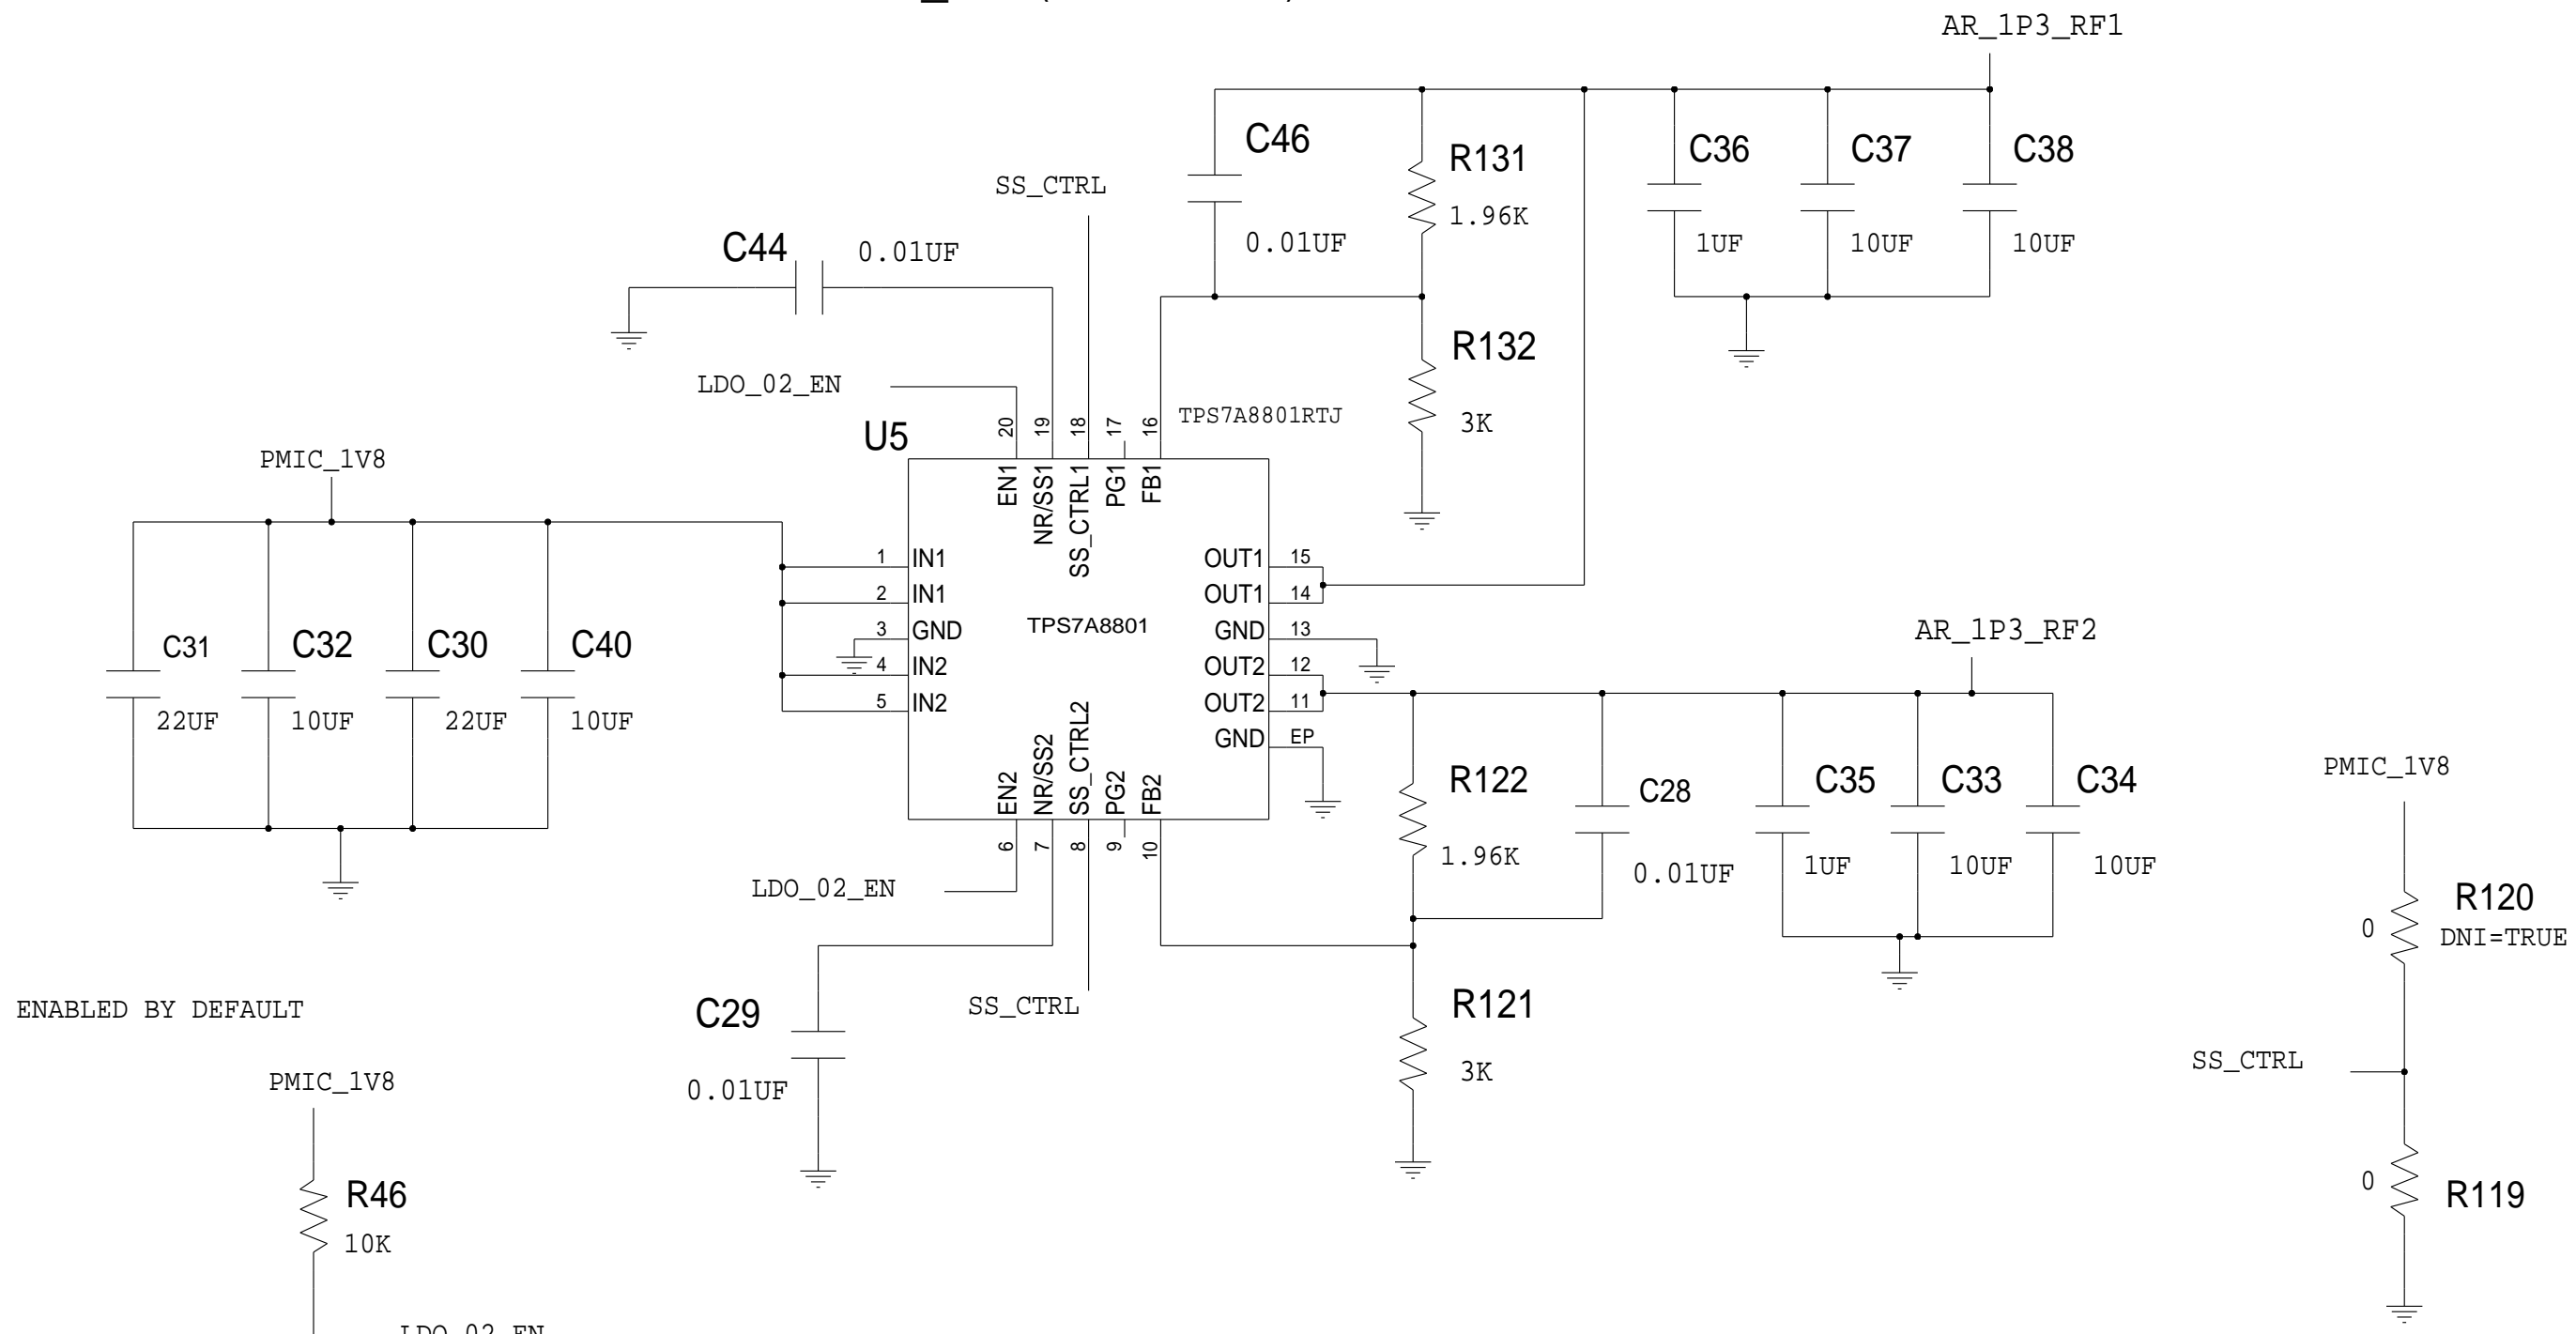 AR_1P3_RF1
C46
R131
1.96K
0.01UF
C36
1UF
C37
10UF
C38
10UF
SS_CTRL
C44
0.01UF
R132
3K
LDO_02_EN
U5
20
19
18
17
16
TPS7A8801RTJ
PMIC_1V8
EN1
NR/SS1
SS_CTRL1
PG1
FB1
1
IN1
2
IN1
3
GND
4
IN2
5
IN2
TPS7A8801
OUT1
15
OUT1
14
GND
13
OUT2
12
OUT2
11
GND
EP
EN2
NR/SS2
SS_CTRL2
PG2
FB2
6
7
8
9
10
C31
22UF
C32
10UF
C30
22UF
C40
10UF
AR_1P3_RF2
R122
1.96K
C28
0.01UF
C35
1UF
C33
10UF
C34
10UF
PMIC_1V8
R120
0
DNI=TRUE
LDO_02_EN
SS_CTRL
C29
0.01UF
R121
3K
SS_CTRL
0
R119
ENABLED BY DEFAULT
PMIC_1V8
R46
10K
LDO_02_EN